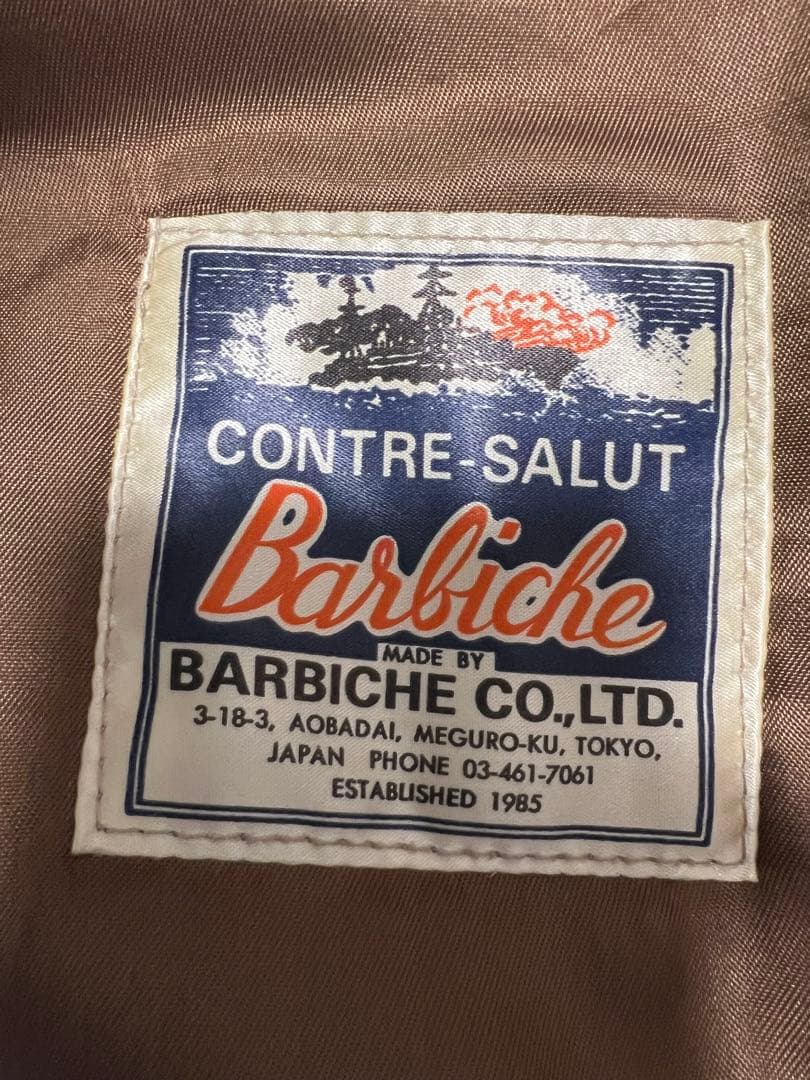 CONTRE-SALUT
Barbiche
MADE BY
BARBICHE CO.,LTD.
3-18-3, AOBADAI, MEGURO-KU, TOKYO,
JAPAN PHONE 03-461-7061
ESTABLISHED 1985